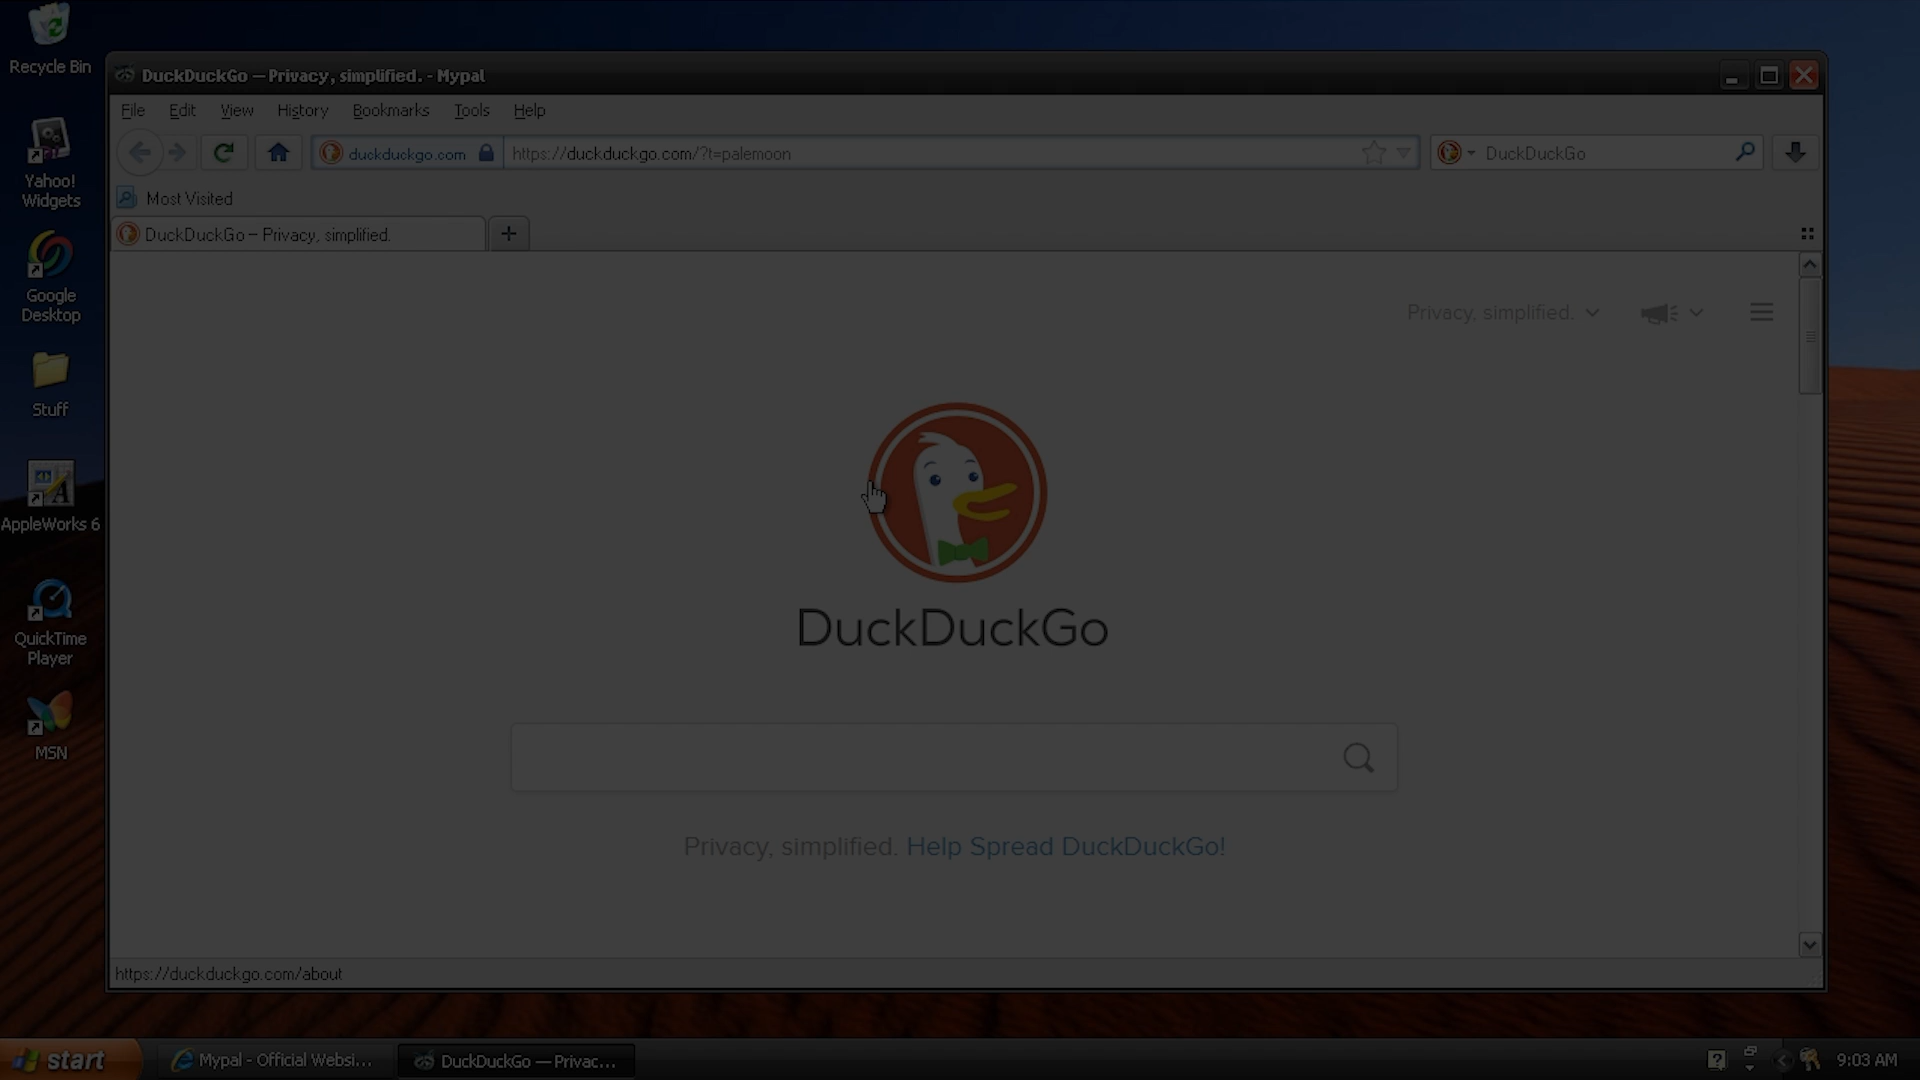 Recycle Bin
Yahoo!
Widgets
Google
Desktop
Stuff
AppleWorks 6
QuickTime
Player
MSN
DuckDuckGo — Privacy, simplified. - Mypal
File Edit View History Bookmarks Tools Help
duckduckgo.com https://duckduckgo.com/?t=palemoon DuckDuckGo
Most Visited
DuckDuckGo — Privacy, simplified.
Privacy, simplified.
DuckDuckGo
Privacy, simplified. Help Spread DuckDuckGo!
https://duckduckgo.com/about
start Mypal - Official Websi... DuckDuckGo — Privac... 9:03 AM